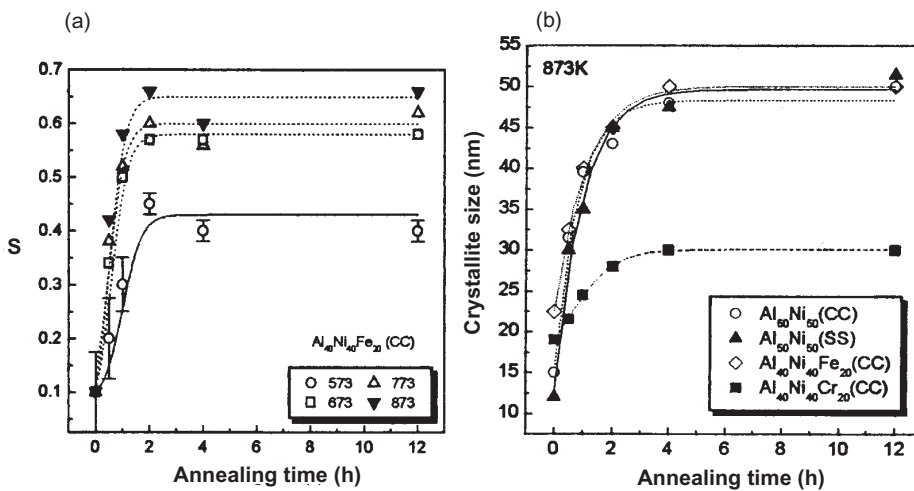 (a)
0.7
0.6
0.5
0.4
0.3
0.2
0.1
S
Al₄₀Ni₄₀Fe₂₀(CC)
573 773
673 873
0 2 4 6 8 10 12
Annealing time (h)
(b)
55
50
45
40
35
30
25
20
15
10
Crystallite size (nm)
873K
Al₅₀Ni₅₀(CC)
Al₅₀Ni₅₀(SS)
Al₄₀Ni₄₀Fe₂₀(CC)
Al₄₀Ni₄₀Cr₂₀(CC)
0 2 4 6 8 10 12
Annealing time (h)